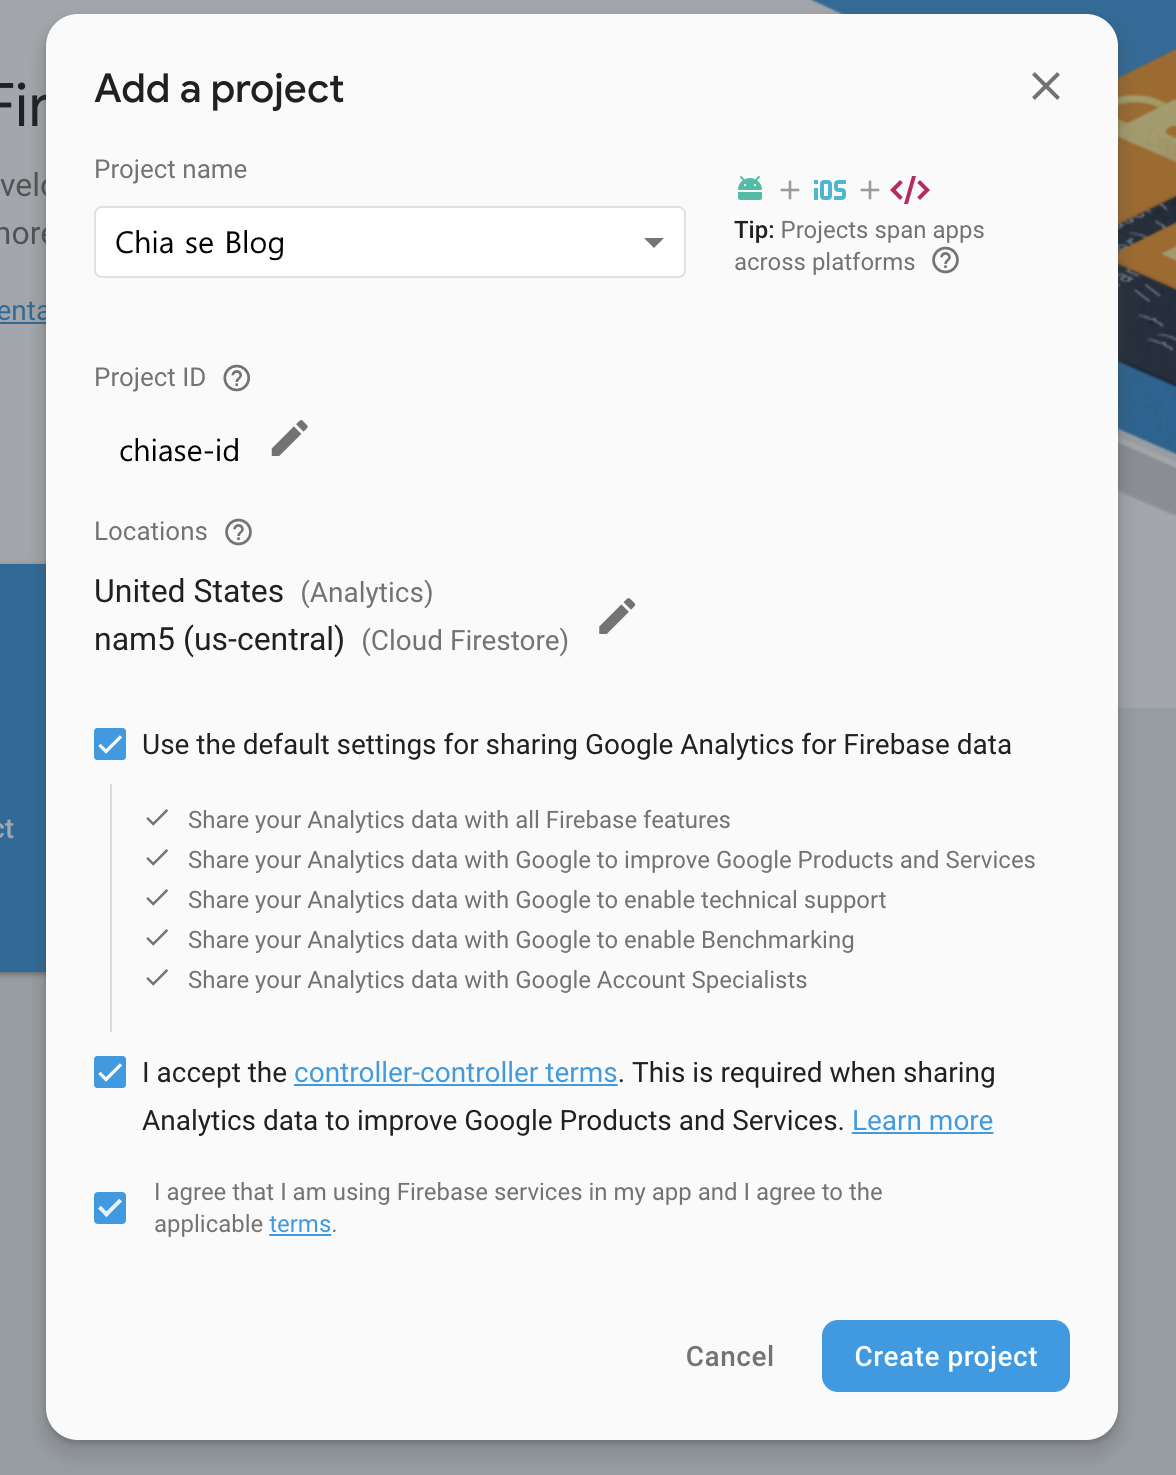 Add a project
Project name
Chia se Blog
+ iOS + </>
Tip: Projects span apps
across platforms
Project ID
chiase-id
Locations
United States (Analytics)
nam5 (us-central) (Cloud Firestore)
Use the default settings for sharing Google Analytics for Firebase data
Share your Analytics data with all Firebase features
Share your Analytics data with Google to improve Google Products and Services
Share your Analytics data with Google to enable technical support
Share your Analytics data with Google to enable Benchmarking
Share your Analytics data with Google Account Specialists
I accept the controller-controller terms. This is required when sharing
Analytics data to improve Google Products and Services. Learn more
I agree that I am using Firebase services in my app and I agree to the
applicable terms.
Cancel Create project